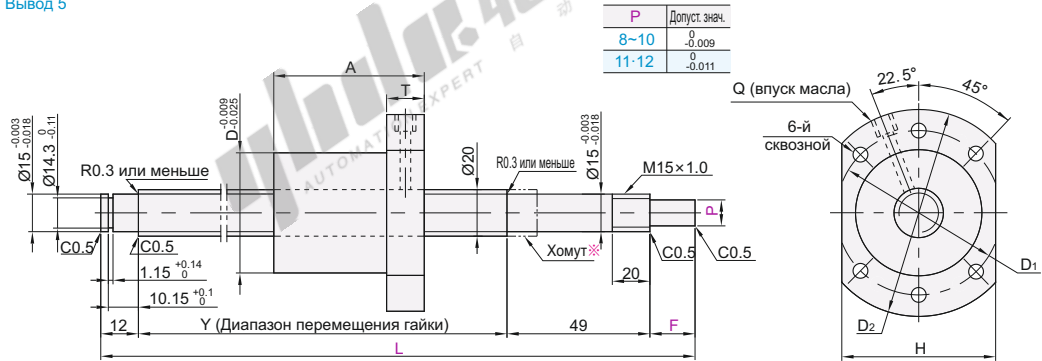 Вывод 5
P Допуст. знач.
8~10 0 -0.009
11·12 0 -0.011
A
T
D -0.009 -0.025
Ø15 -0.003 -0.018
Ø14.3 0 -0.11
R0.3 или меньше
Ø20
R0.3 или меньше
Ø15 -0.003 -0.018
M15×1.0
P
C0.5
C0.5
Хомут※
C0.5
C0.5
1.15 +0.14 0
10.15 +0.1 0
20
12
Y (Диапазон перемещения гайки)
49
F
L
Q (впуск масла)
22.5°
45°
6-й
сквозной
D1
D2
H
AUTOMATION EXPERT
自
动